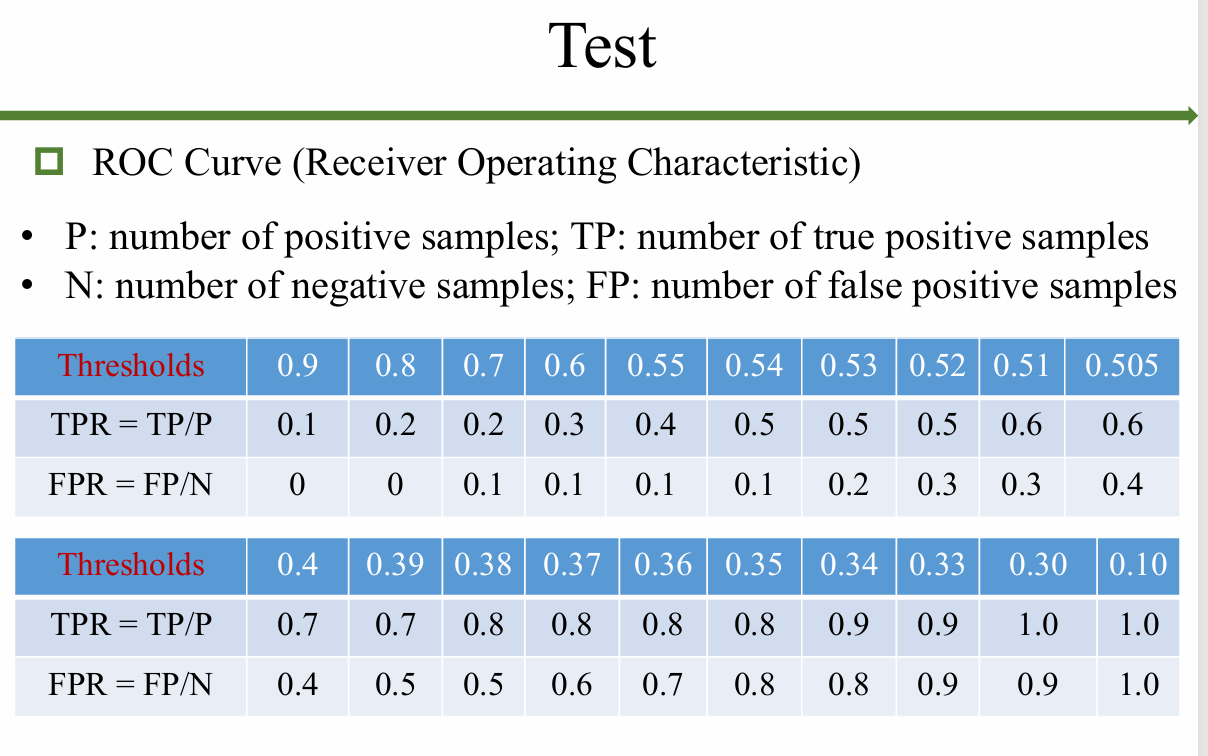 Test
ROC Curve (Receiver Operating Characteristic)
• P: number of positive samples; TP: number of true positive samples
• N: number of negative samples; FP: number of false positive samples
Thresholds 0.9 0.8 0.7 0.6 0.55 0.54 0.53 0.52 0.51 0.505
TPR = TP/P 0.1 0.2 0.2 0.3 0.4 0.5 0.5 0.5 0.6 0.6
FPR = FP/N 0 0 0.1 0.1 0.1 0.1 0.2 0.3 0.3 0.4
Thresholds 0.4 0.39 0.38 0.37 0.36 0.35 0.34 0.33 0.30 0.10
TPR = TP/P 0.7 0.7 0.8 0.8 0.8 0.8 0.9 0.9 1.0 1.0
FPR = FP/N 0.4 0.5 0.5 0.6 0.7 0.8 0.8 0.9 0.9 1.0